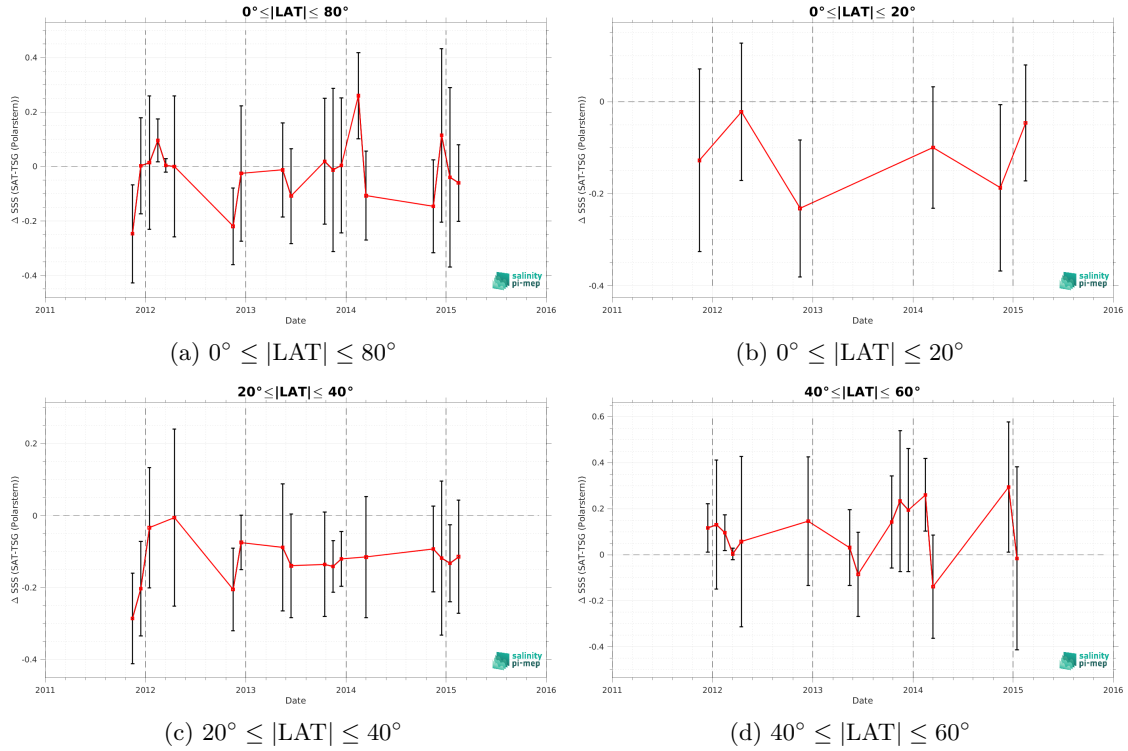 0°≤|LAT|≤ 80°
Δ SSS (SAT-TSG (Polarstern))
0.4
0.2
0
-0.2
-0.4
2011 2012 2013 2014 2015 2016
Date
salinity
pi-mep
(a) 0° ≤ |LAT| ≤ 80°
0°≤|LAT|≤ 20°
Δ SSS (SAT-TSG (Polarstern))
0
-0.2
-0.4
2011 2012 2013 2014 2015 2016
Date
salinity
pi-mep
(b) 0° ≤ |LAT| ≤ 20°
20°≤|LAT|≤ 40°
Δ SSS (SAT-TSG (Polarstern))
0.2
0
-0.2
-0.4
2011 2012 2013 2014 2015 2016
Date
salinity
pi-mep
(c) 20° ≤ |LAT| ≤ 40°
40°≤|LAT|≤ 60°
Δ SSS (SAT-TSG (Polarstern))
0.6
0.4
0.2
0
-0.2
-0.4
2011 2012 2013 2014 2015 2016
Date
salinity
pi-mep
(d) 40° ≤ |LAT| ≤ 60°